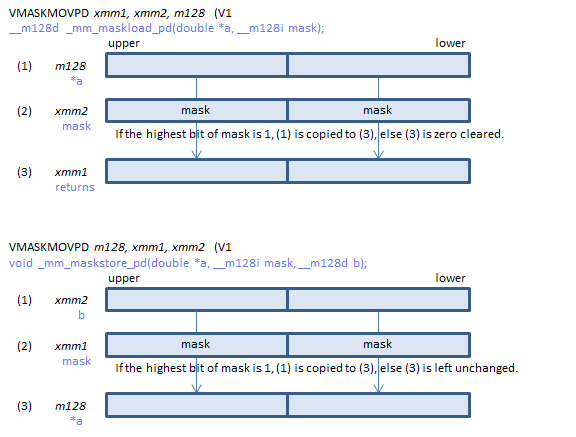 VMASKMOVPD xmm1, xmm2, m128 (V1
__m128d _mm_maskload_pd(double *a, __m128i mask);
upper lower
(1) m128
*a
(2) xmm2 mask mask
mask
If the highest bit of mask is 1, (1) is copied to (3), else (3) is zero cleared.
(3) xmm1
returns
VMASKMOVPD m128, xmm1, xmm2 (V1
void _mm_maskstore_pd(double *a, __m128i mask, __m128d b);
upper lower
(1) xmm2
b
(2) xmm1 mask mask
mask
If the highest bit of mask is 1, (1) is copied to (3), else (3) is left unchanged.
(3) m128
*a